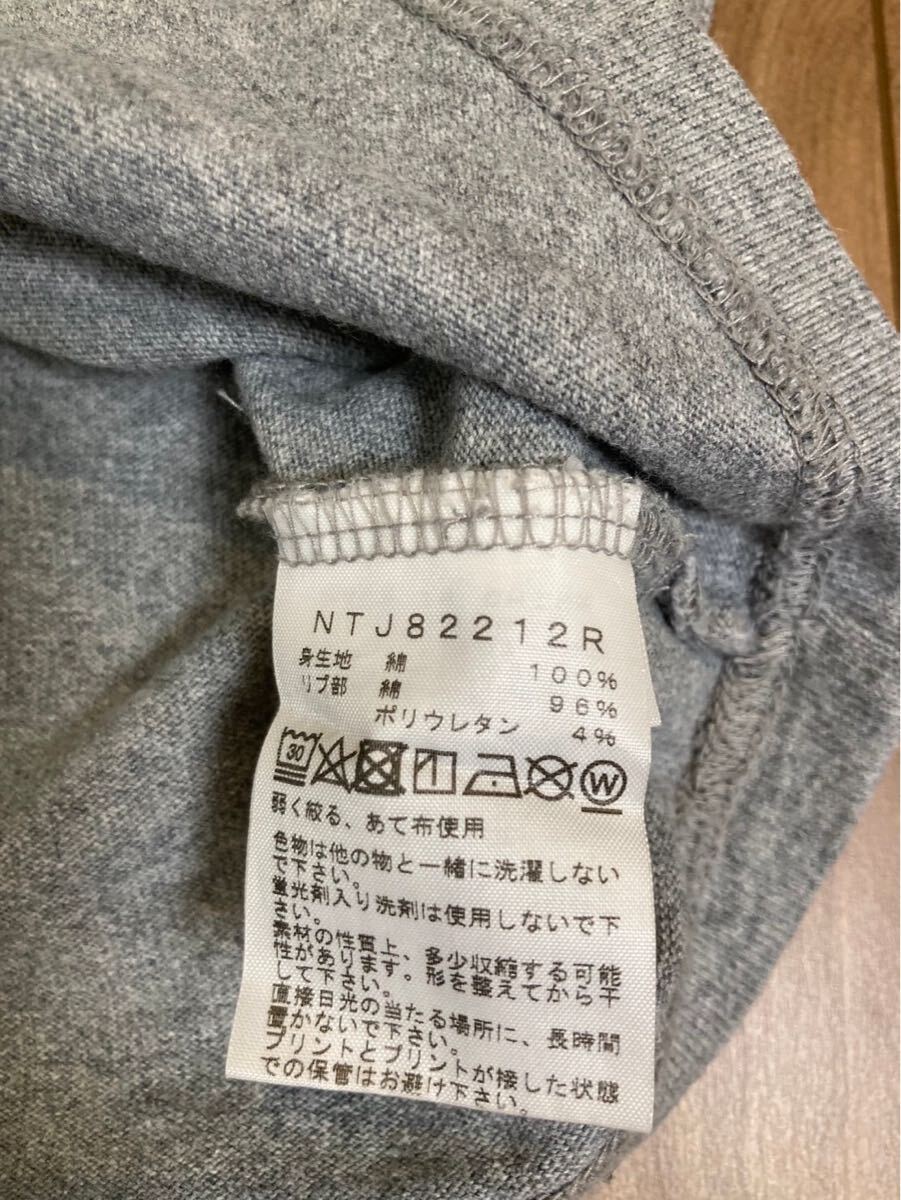 NTJ82212R
身生地 綿 100%
リブ部 綿 96%
ポリウレタン 4%
30 W
弱く絞る、あて布使用
色物は他の物と一緒に洗濯しない
で下さい。
蛍光剤入り洗剤は使用しないで下
さい。
素材の性質上、多少収縮する可能
性があります。形を整えてから干
して下さい。
直接日光の当たる場所に、長時間
置かないで下さい。
プリントとプリントが接した状態
での保管はお避け下さい。